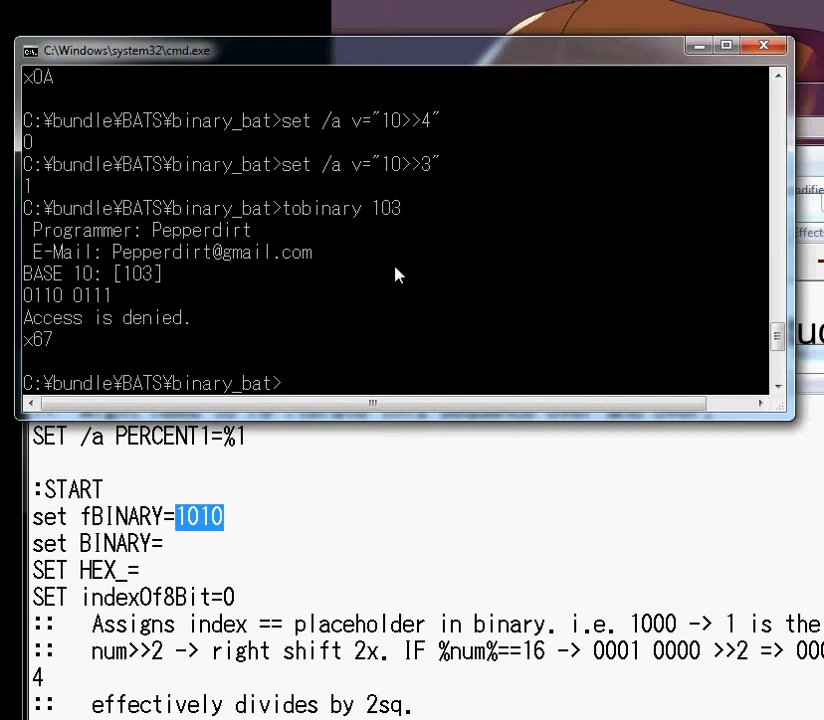 C:\Windows\system32\cmd.exe
x0A
C:¥bundle¥BATS¥binary_bat>set /a v="10>>4"
0
C:¥bundle¥BATS¥binary_bat>set /a v="10>>3"
1
C:¥bundle¥BATS¥binary_bat>tobinary 103
Programmer: Pepperdirt
E-Mail: Pepperdirt@gmail.com
BASE 10: [103]
0110 0111
Access is denied.
x67
C:¥bundle¥BATS¥binary_bat>
SET /a PERCENT1=%1
:START
set fBINARY=1010
set BINARY=
SET HEX_=
SET indexOf8Bit=0
:: Assigns index == placeholder in binary. i.e. 1000 -> 1 is the
:: num>>2 -> right shift 2x. IF %num%==16 -> 0001 0000 >>2 => 000
4
:: effectively divides by 2sq.